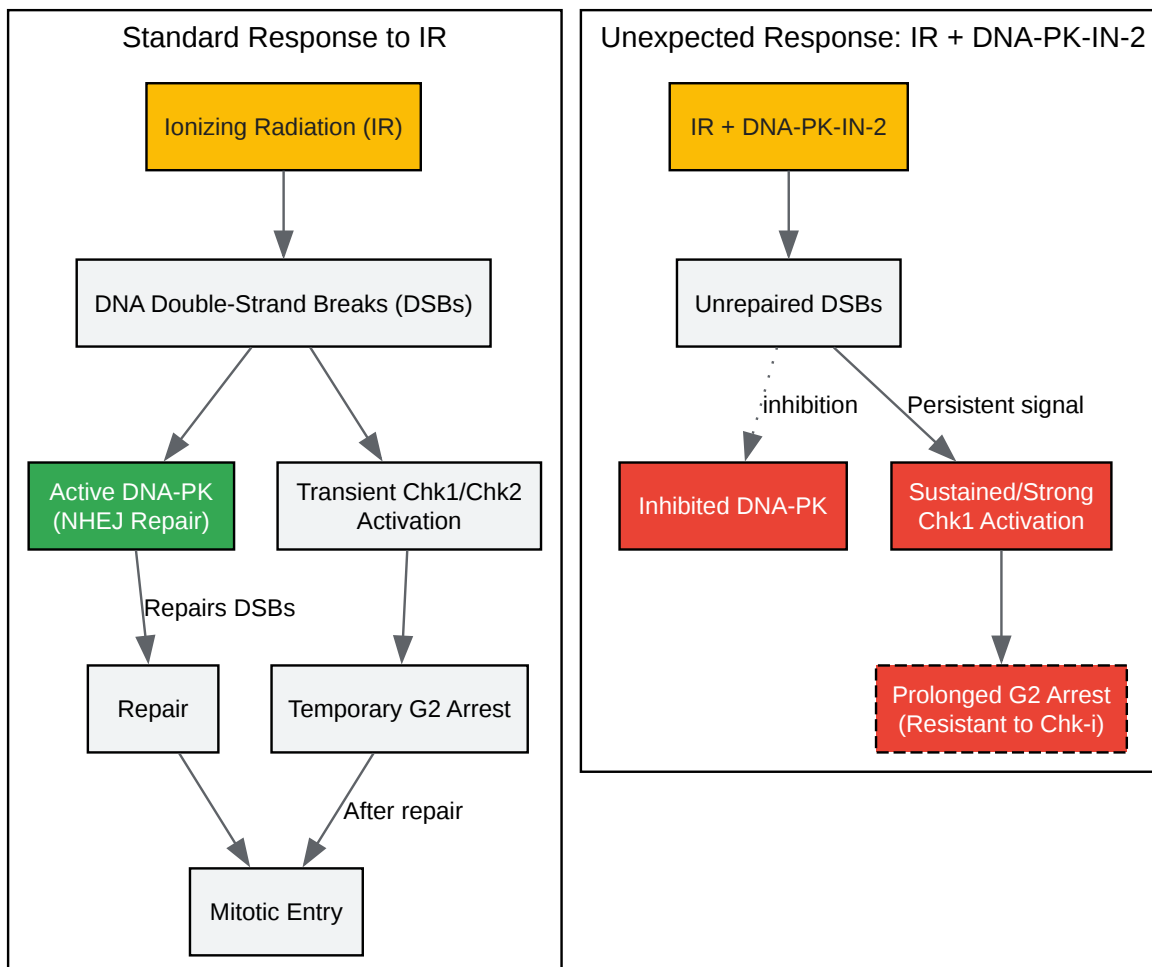 Standard Response to IR
Ionizing Radiation (IR)
DNA Double-Strand Breaks (DSBs)
Active DNA-PK
(NHEJ Repair)
Transient Chk1/Chk2
Activation
Repairs DSBs
Repair
Temporary G2 Arrest
After repair
Mitotic Entry
Unexpected Response: IR + DNA-PK-IN-2
IR + DNA-PK-IN-2
Unrepaired DSBs
inhibition
Persistent signal
Inhibited DNA-PK
Sustained/Strong
Chk1 Activation
Prolonged G2 Arrest
(Resistant to Chk-i)